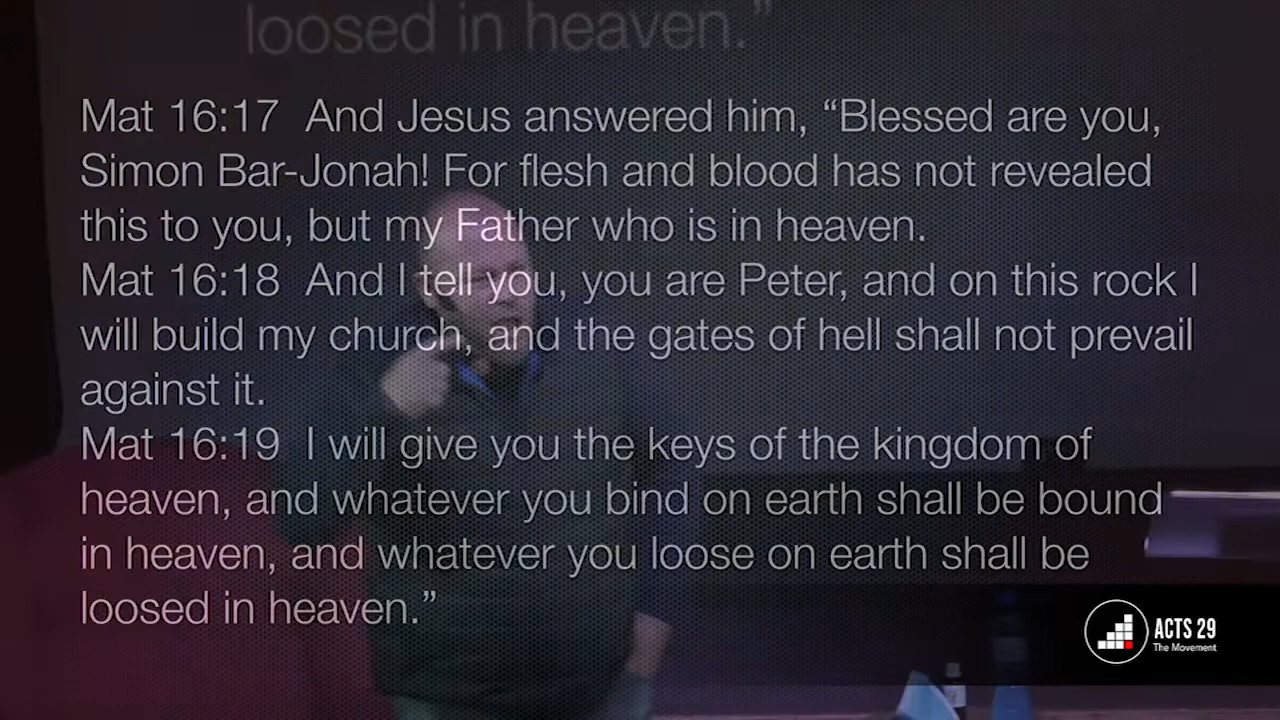 loosed in heaven.”
Mat 16:17 And Jesus answered him, “Blessed are you,
Simon Bar-Jonah! For flesh and blood has not revealed
this to you, but my Father who is in heaven.
Mat 16:18 And I tell you, you are Peter, and on this rock I
will build my church, and the gates of hell shall not prevail
against it.
Mat 16:19 I will give you the keys of the kingdom of
heaven, and whatever you bind on earth shall be bound
in heaven, and whatever you loose on earth shall be
loosed in heaven.”
ACTS 29
The Movement